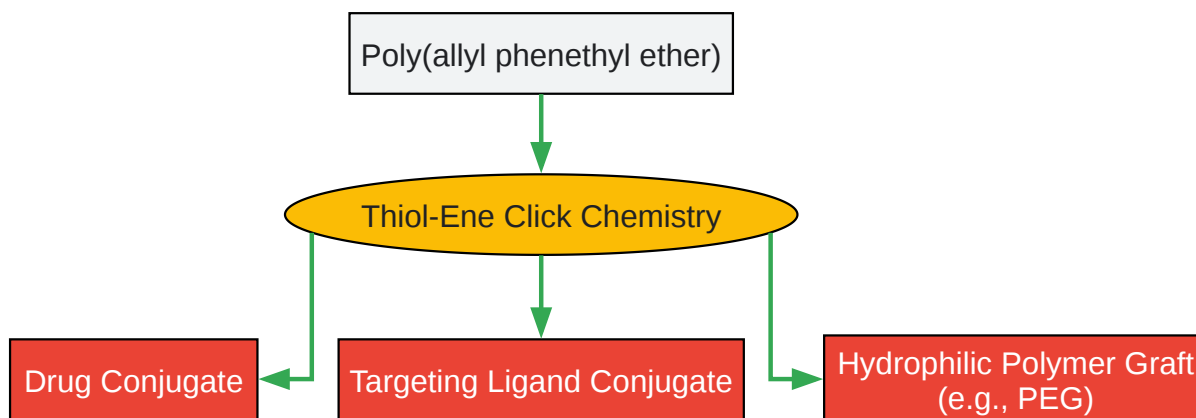 Poly(allyl phenethyl ether)
Thiol-Ene Click Chemistry
Drug Conjugate
Targeting Ligand Conjugate
Hydrophilic Polymer Graft
(e.g., PEG)